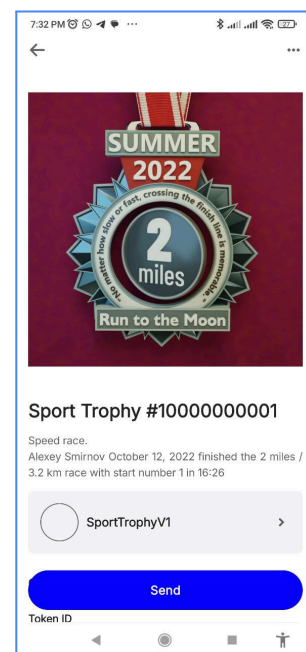 7:32 PM
27
SUMMER
2022
"No matter how slow or fast, crossing the finish line is memorable."
2
miles
Run to the Moon
Sport Trophy #10000000001
Speed race.
Alexey Smirnov October 12, 2022 finished the 2 miles /
3.2 km race with start number 1 in 16:26
SportTrophyV1
Send
Token ID